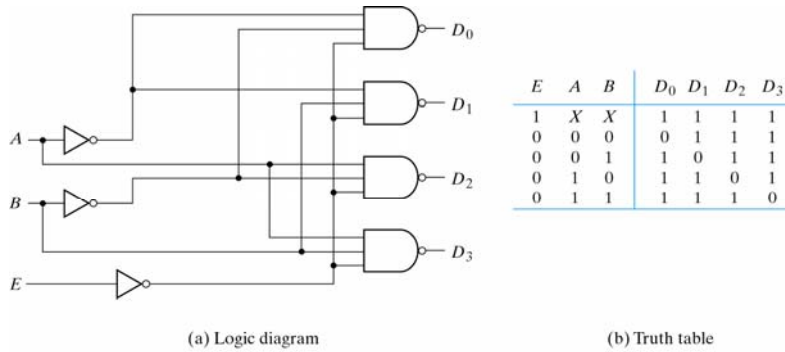 D0
D1
A
D2
B
D3
E
(a) Logic diagram
E A B D0 D1 D2 D3
1 X X 1 1 1 1
0 0 0 0 1 1 1
0 0 1 1 0 1 1
0 1 0 1 1 0 1
0 1 1 1 1 1 0
(b) Truth table